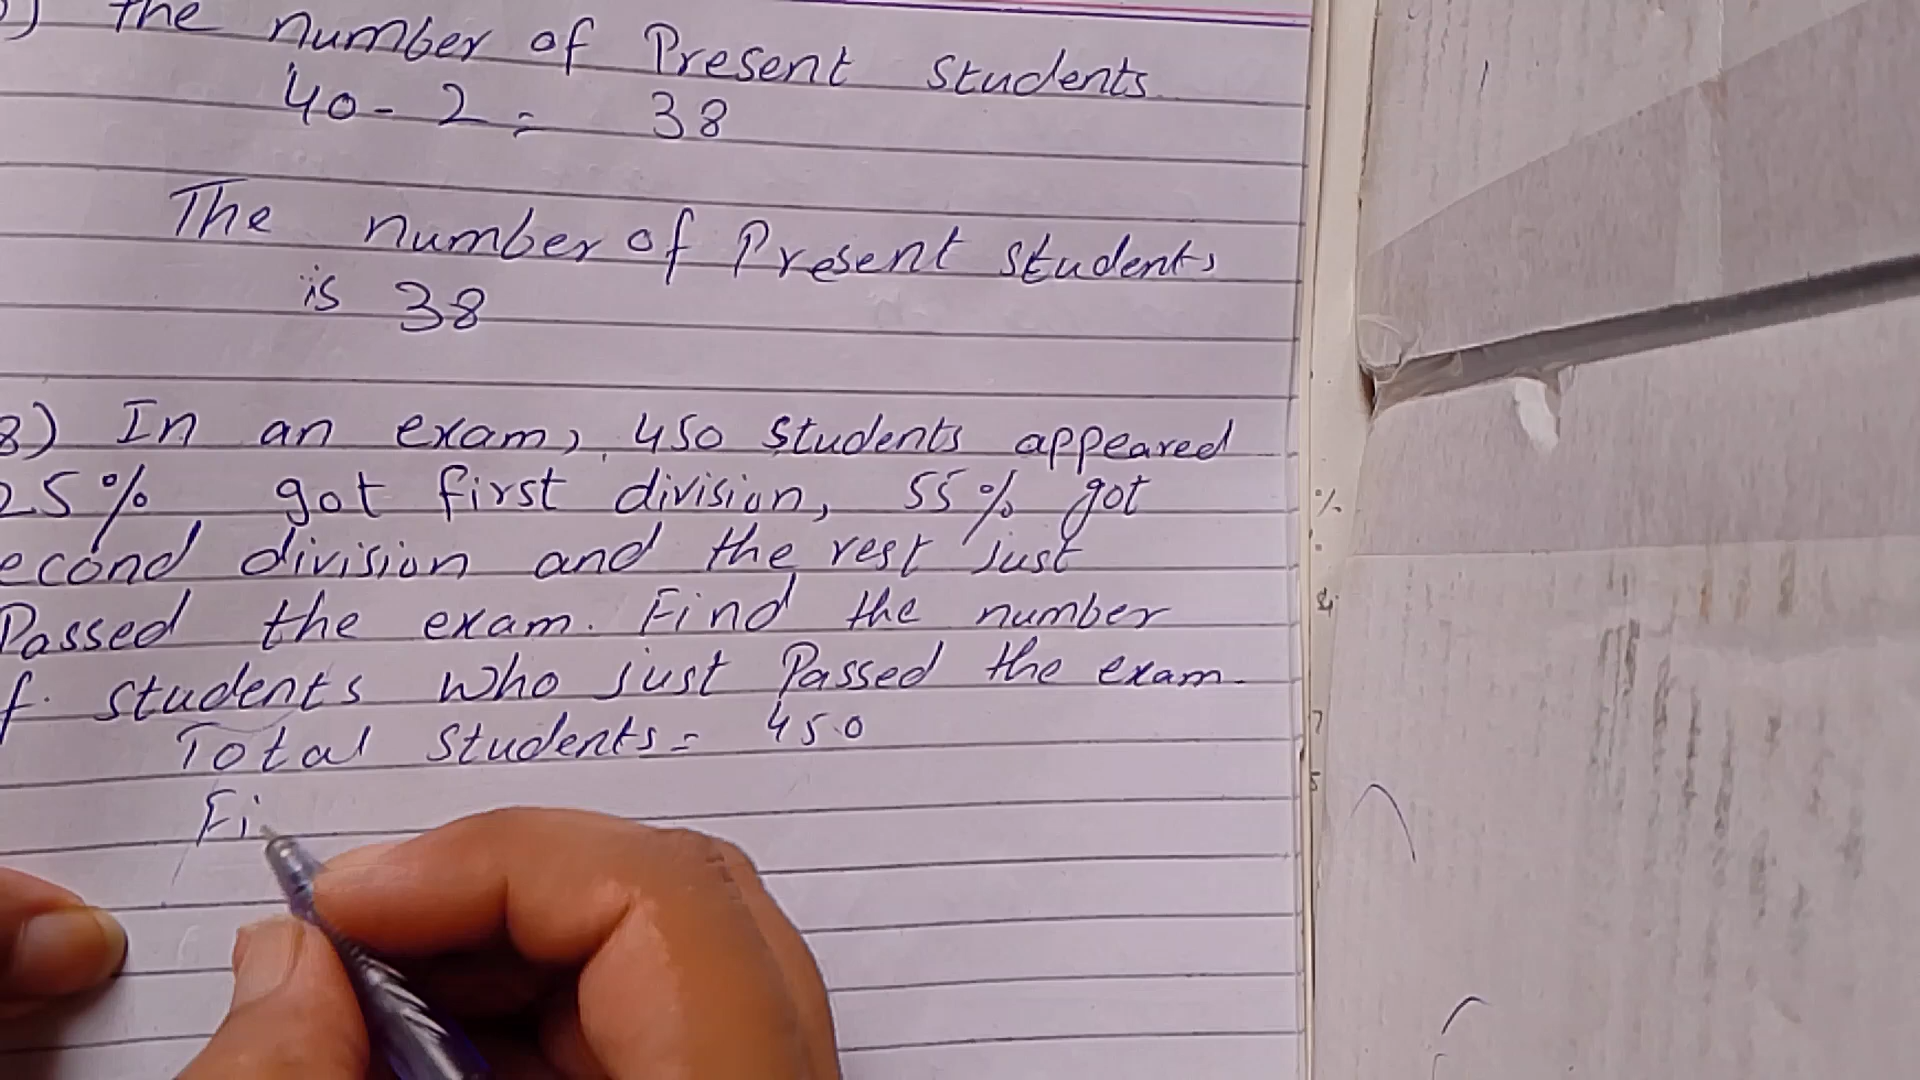 ) the number of Present students
40 - 2 = 38
The number of Present students
is 38
8) In an exam, 450 students appeared
25% got first division, 55% got
econd division and the rest just
Passed the exam. Find the number
f students who just Passed the exam.
Total students = 450
Fi